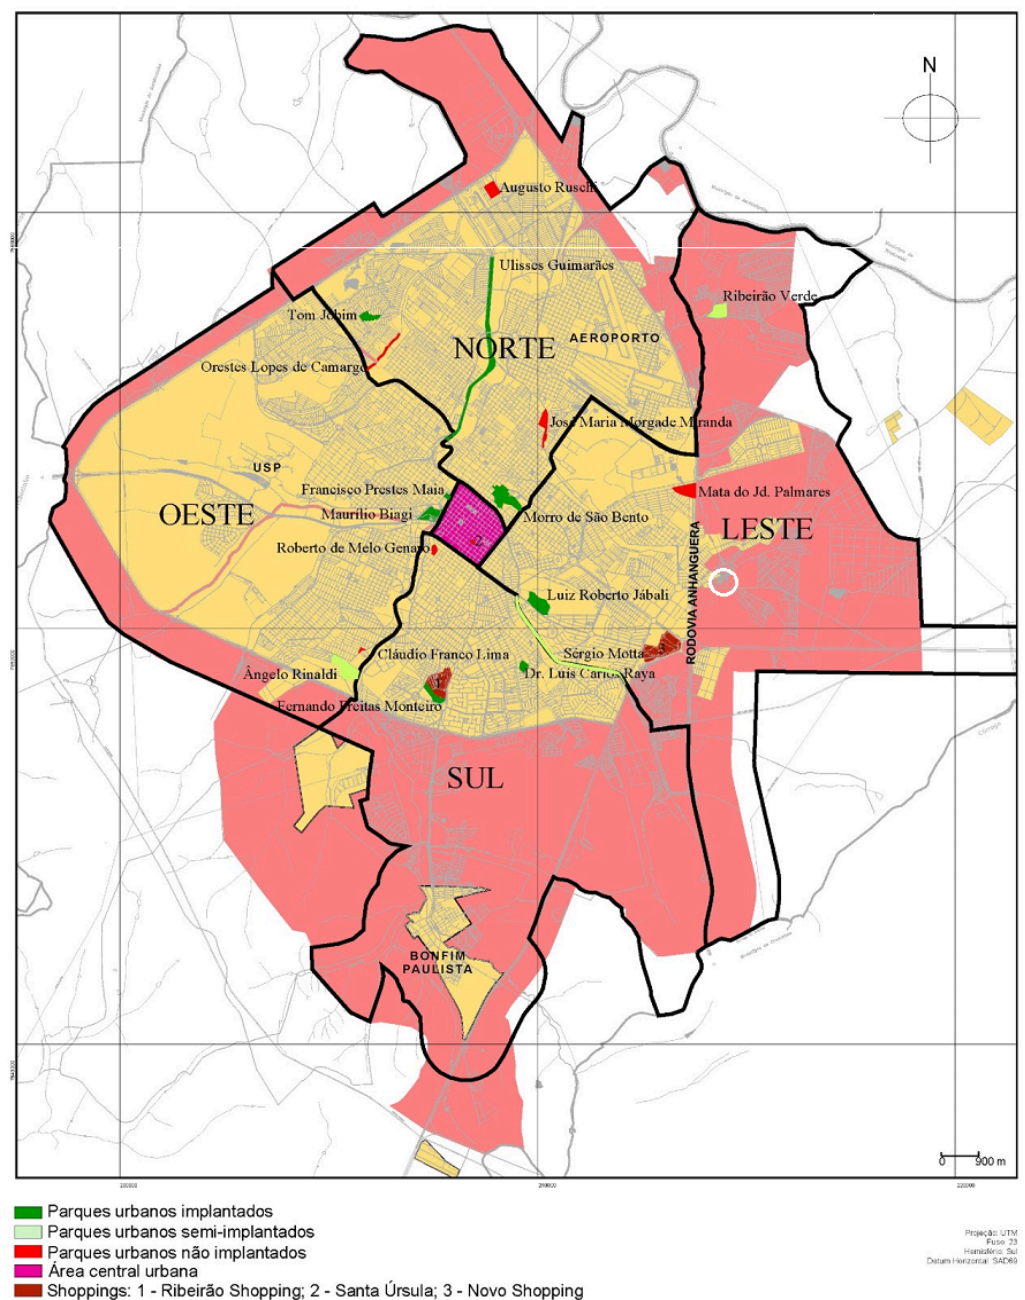 N
Augusto Ruschi
Ulisses Guimarães
Ribeirão Verde
Tom Jobim
NORTE
AEROPORTO
Orestes Lopes de Camargo
José Maria Morgade Miranda
USP
Francisco Prestes Maia
Mata do Jd. Palmares
OESTE
Maurílio Biagi
Morro de São Bento
LESTE
Roberto de Melo Genaro
2
RODOVIA ANHANGUERA
Luiz Roberto Jábali
Cláudio Franco Lima
Sérgio Motta
3
Ângelo Rinaldi
Dr. Luis Carlos Raya
1
Fernando Freitas Monteiro
SUL
BONFIM
PAULISTA
0 900 m
Parques urbanos implantados
Parques urbanos semi-implantados
Parques urbanos não implantados
Área central urbana
Shoppings: 1 - Ribeirão Shopping; 2 - Santa Úrsula; 3 - Novo Shopping
Projeção: UTM
Fuso: 23
Hemisfério: Sul
Datum Horizontal: SAD69